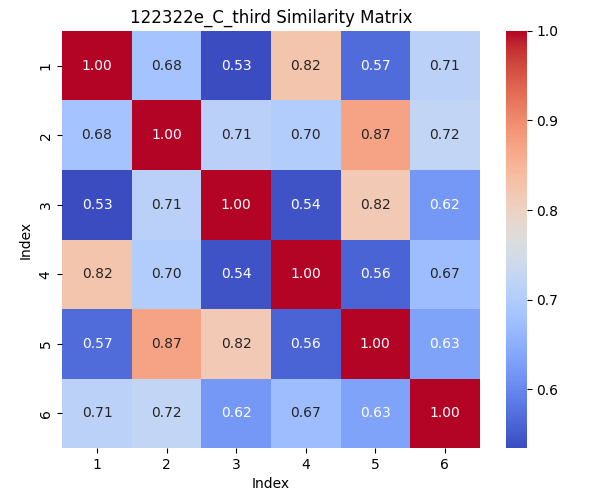 122322e_C_third Similarity Matrix
1 1.00 0.68 0.53 0.82 0.57 0.71
2 0.68 1.00 0.71 0.70 0.87 0.72
3 0.53 0.71 1.00 0.54 0.82 0.62
4 0.82 0.70 0.54 1.00 0.56 0.67
5 0.57 0.87 0.82 0.56 1.00 0.63
6 0.71 0.72 0.62 0.67 0.63 1.00
1 2 3 4 5 6
Index
Index
1.0
0.9
0.8
0.7
0.6